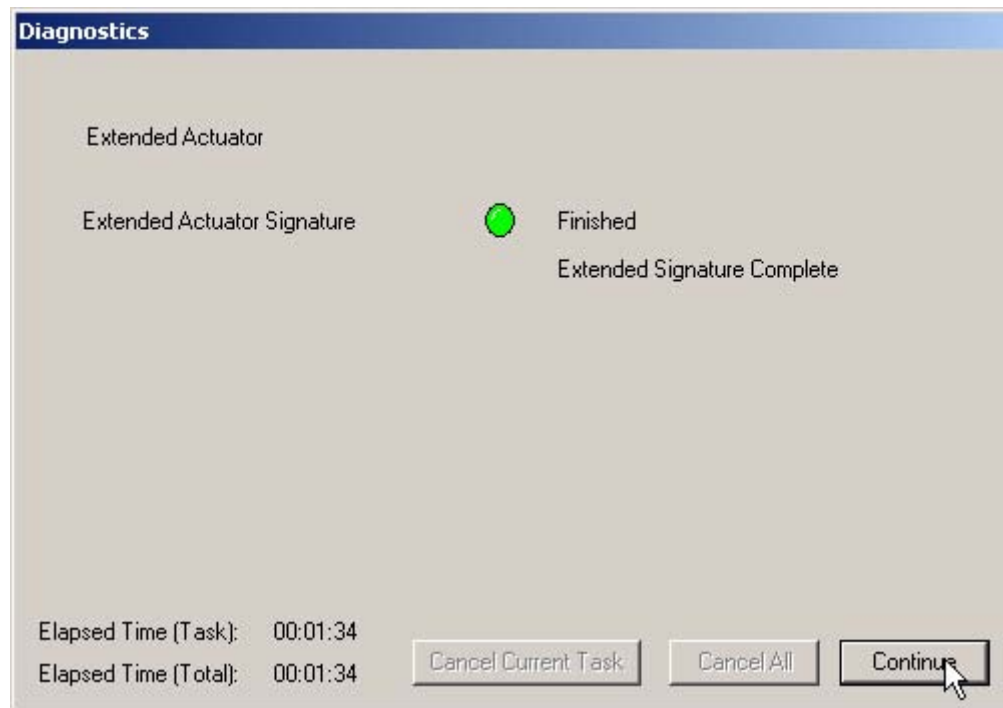 Diagnostics
Extended Actuator
Extended Actuator Signature Finished
Extended Signature Complete
Elapsed Time (Task): 00:01:34
Elapsed Time (Total): 00:01:34
Cancel Current Task Cancel All Continue